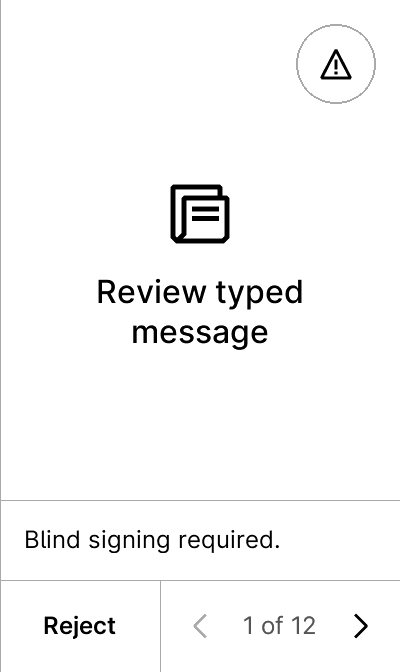 Review typed
message
Blind signing required.
Reject
1 of 12